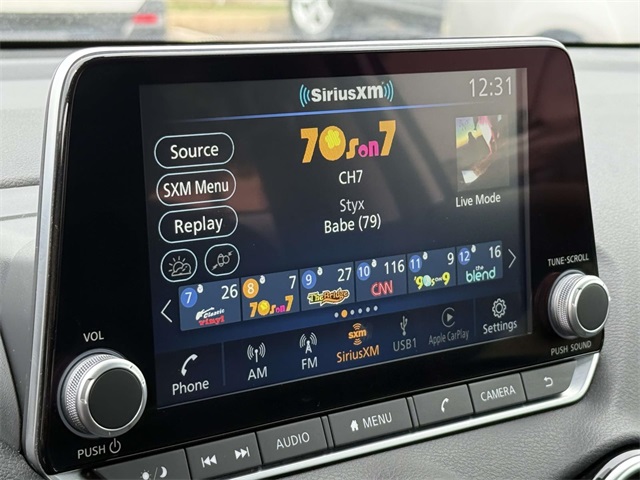 SiriusXM
12:31
70s on 7
CH7
Styx
Babe (79)
Live Mode
Source
SXM Menu
Replay
7 26
Classic vinyl
8 7
70s on 7
9 27
The Bridge
10 116
CNN
11 9
90s on 9
12 16
the blend
Phone
AM
FM
sxm
SiriusXM
USB1
Apple CarPlay
Settings
VOL
PUSH
TUNE·SCROLL
PUSH SOUND
AUDIO
MENU
CAMERA